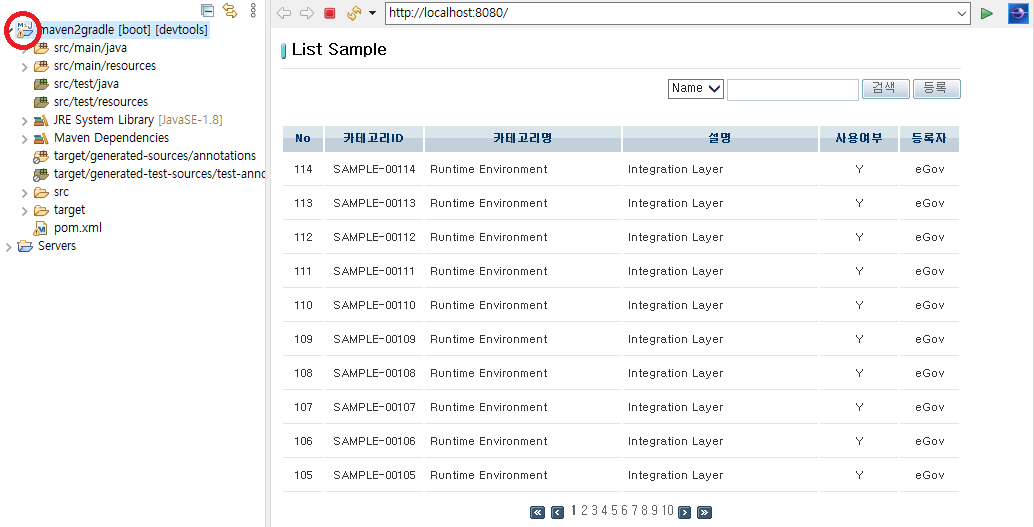 maven2gradle [boot] [devtools]
src/main/java
src/main/resources
src/test/java
src/test/resources
JRE System Library [JavaSE-1.8]
Maven Dependencies
target/generated-sources/annotations
target/generated-test-sources/test-anno
src
target
pom.xml
Servers
http://localhost:8080/
List Sample
Name 검색 등록
No 카테고리ID 카테고리명 설명 사용여부 등록자
114 SAMPLE-00114 Runtime Environment Integration Layer Y eGov
113 SAMPLE-00113 Runtime Environment Integration Layer Y eGov
112 SAMPLE-00112 Runtime Environment Integration Layer Y eGov
111 SAMPLE-00111 Runtime Environment Integration Layer Y eGov
110 SAMPLE-00110 Runtime Environment Integration Layer Y eGov
109 SAMPLE-00109 Runtime Environment Integration Layer Y eGov
108 SAMPLE-00108 Runtime Environment Integration Layer Y eGov
107 SAMPLE-00107 Runtime Environment Integration Layer Y eGov
106 SAMPLE-00106 Runtime Environment Integration Layer Y eGov
105 SAMPLE-00105 Runtime Environment Integration Layer Y eGov
1 2 3 4 5 6 7 8 9 10